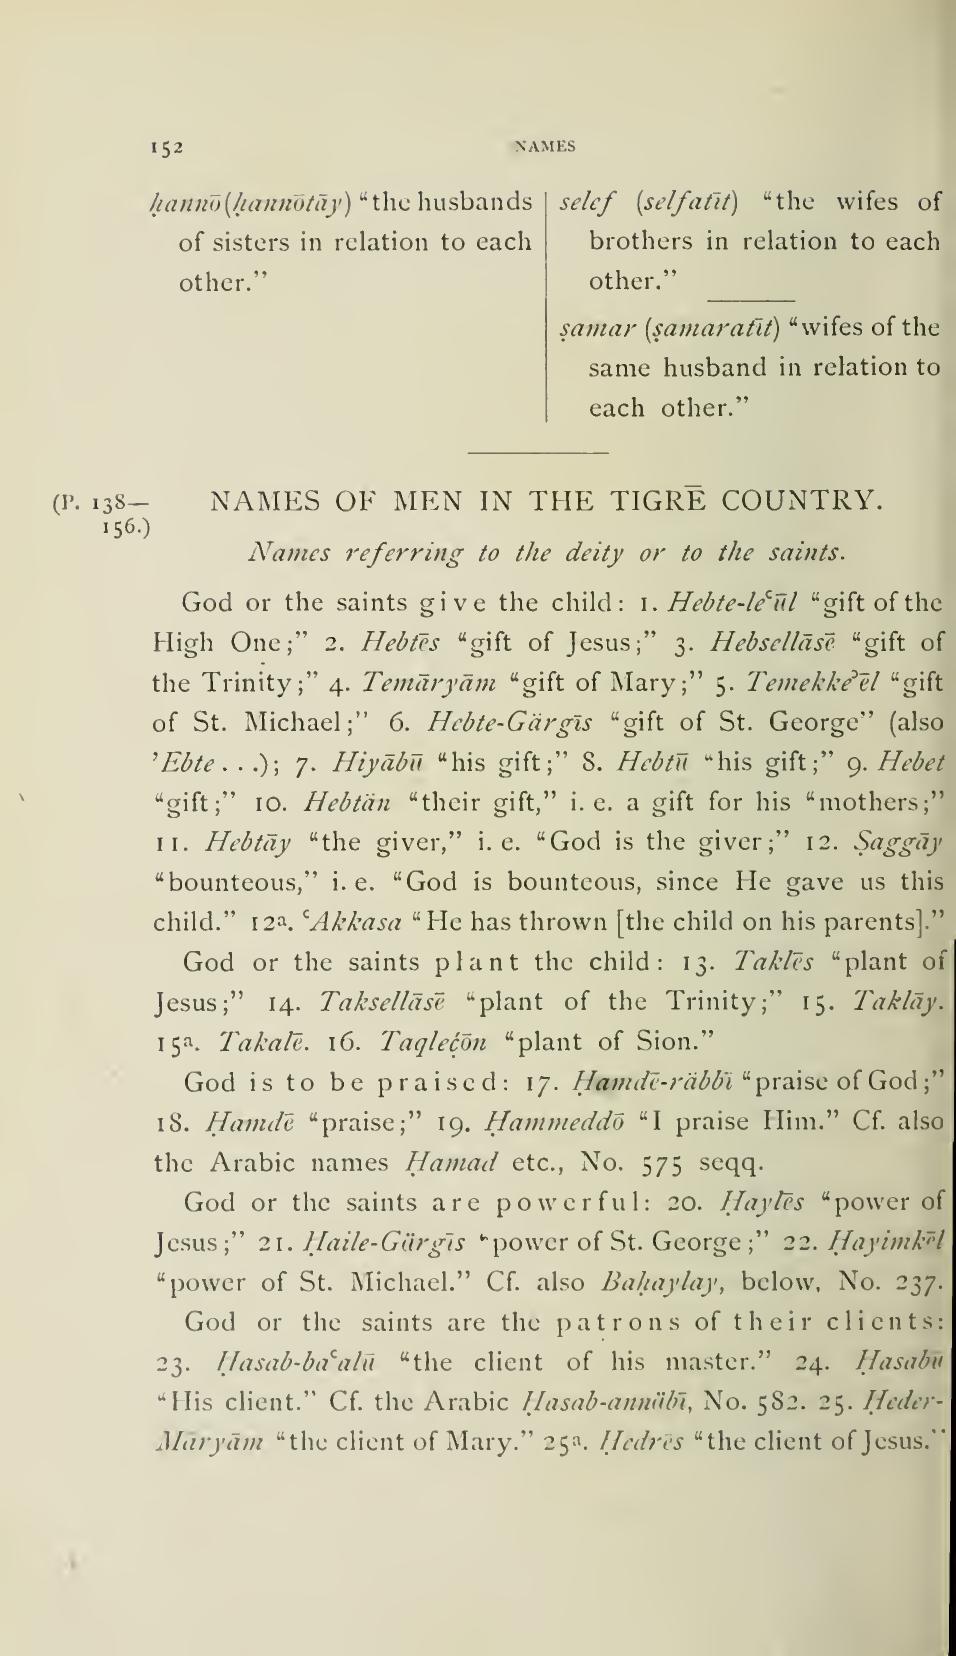 152 NAMES
ḥannō (ḥannōtāy) “the husbands
of sisters in relation to each
other.”
selef (selfatīt) “the wifes of
brothers in relation to each
other.”
ṣamar (ṣamaratīt) “wifes of the
same husband in relation to
each other.”
(P. 138—
156.)
NAMES OF MEN IN THE TIGRĒ COUNTRY.
Names referring to the deity or to the saints.
God or the saints give the child: 1. Hebte-leʿūl “gift of the
High One;” 2. Hebtēs “gift of Jesus;” 3. Hebsellāsē “gift of
the Trinity;” 4. Temāryām “gift of Mary;” 5. Temekkeʾēl “gift
of St. Michael;” 6. Hebte-Gärgīs “gift of St. George” (also
ʾEbte . . .); 7. Hiyābū “his gift;” 8. Hebtū “his gift;” 9. Hebet
“gift;” 10. Hebtān “their gift,” i. e. a gift for his “mothers;”
11. Hebtāy “the giver,” i. e. “God is the giver;” 12. Ṣaggāy
“bounteous,” i. e. “God is bounteous, since He gave us this
child.” 12a. ʿAkkasa “He has thrown [the child on his parents].”
God or the saints plant the child: 13. Taklēs “plant of
Jesus;” 14. Taksellāsē “plant of the Trinity;” 15. Taklāy.
15a. Takalē. 16. Taqleçōn “plant of Sion.”
God is to be praised: 17. Ḥamdē-räbbī “praise of God;”
18. Ḥamdē “praise;” 19. Ḥammeddō “I praise Him.” Cf. also
the Arabic names Ḥamad etc., No. 575 seqq.
God or the saints are powerful: 20. Ḥaylēs “power of
Jesus;” 21. Ḥaile-Gärgīs “power of St. George;” 22. Ḥayimkēl
“power of St. Michael.” Cf. also Baḥaylay, below, No. 237.
God or the saints are the patrons of their clients:
23. Ḥasab-baʿalū “the client of his master.” 24. Ḥasabū
“His client.” Cf. the Arabic Ḥasab-annäbī, No. 582. 25. Ḥeder-
Māryām “the client of Mary.” 25a. Ḥedrēs “the client of Jesus.”